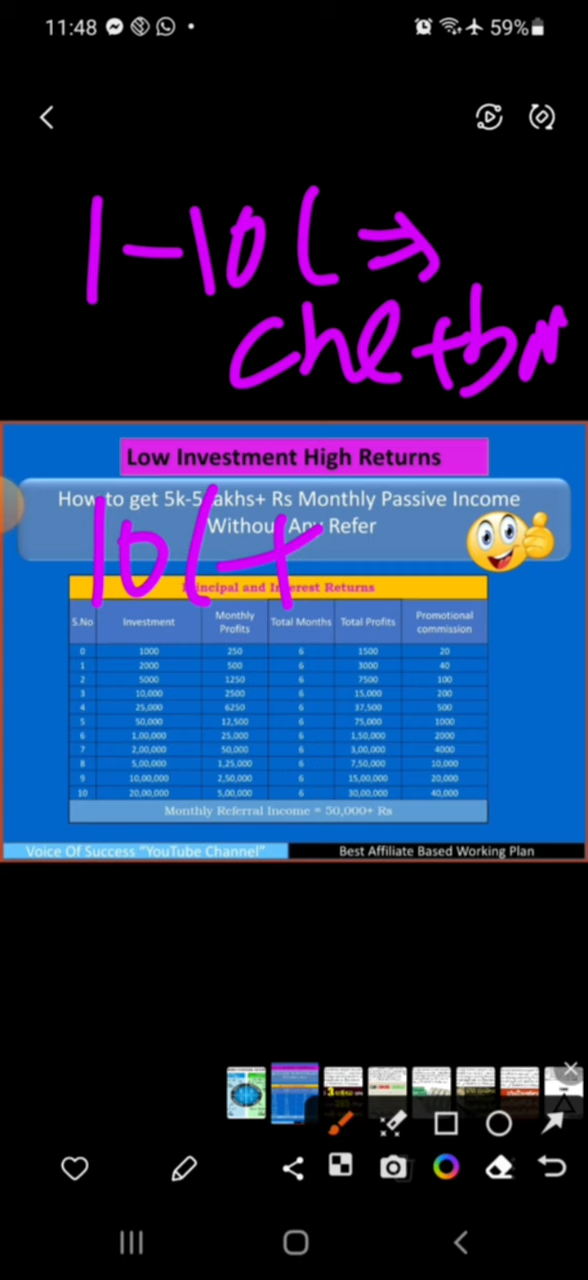 11:48 59%
1-10L ⇒
Low Investment High Returns
How to get 5k-5 akhs+ Rs Monthly Passive Income
Without Any Refer
10L+
Principal and Interest Returns
S.No Investment Monthly Profits Total Months Total Profits Promotional commission
0 1000 250 6 1500 20
1 2000 500 6 3000 40
2 5000 1250 6 7500 100
3 10,000 2500 6 15,000 200
4 25,000 6250 6 37,500 500
5 50,000 12,500 6 75,000 1000
6 1,00,000 25,000 6 1,50,000 2000
7 2,00,000 50,000 6 3,00,000 4000
8 5,00,000 1,25,000 6 7,50,000 10,000
9 10,00,000 2,50,000 6 15,00,000 20,000
10 20,00,000 5,00,000 6 30,00,000 40,000
Monthly Referral Income = 50,000+ Rs
Voice Of Success "YouTube Channel" Best Affiliate Based Working Plan